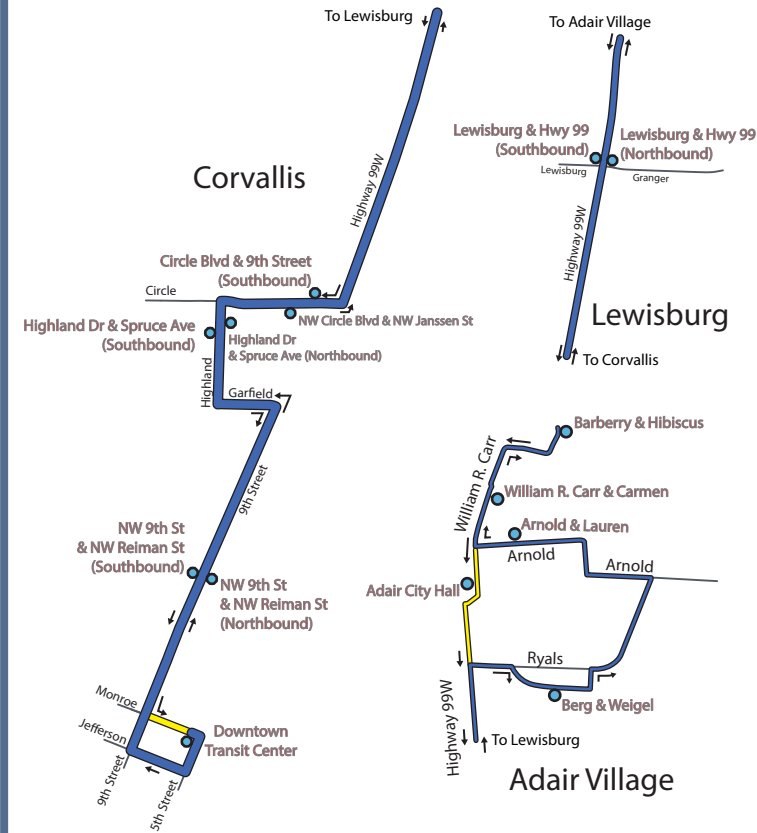 To Lewisburg
Corvallis
Highway 99W
Circle Blvd & 9th Street
(Southbound)
Circle
NW Circle Blvd & NW Janssen St
Highland Dr & Spruce Ave
(Southbound)
Highland Dr
& Spruce Ave (Northbound)
Highland
Garfield
9th Street
NW 9th St
& NW Reiman St
(Southbound)
NW 9th St
& NW Reiman St
(Northbound)
Monroe
Jefferson
Downtown
Transit Center
9th Street
5th Street
To Adair Village
Lewisburg & Hwy 99
(Southbound)
Lewisburg & Hwy 99
(Northbound)
Lewisburg
Granger
Highway 99W
Lewisburg
To Corvallis
Barberry & Hibiscus
William R. Carr
William R. Carr & Carmen
Arnold & Lauren
Arnold
Arnold
Adair City Hall
Ryals
Berg & Weigel
Highway 99W
To Lewisburg
Adair Village